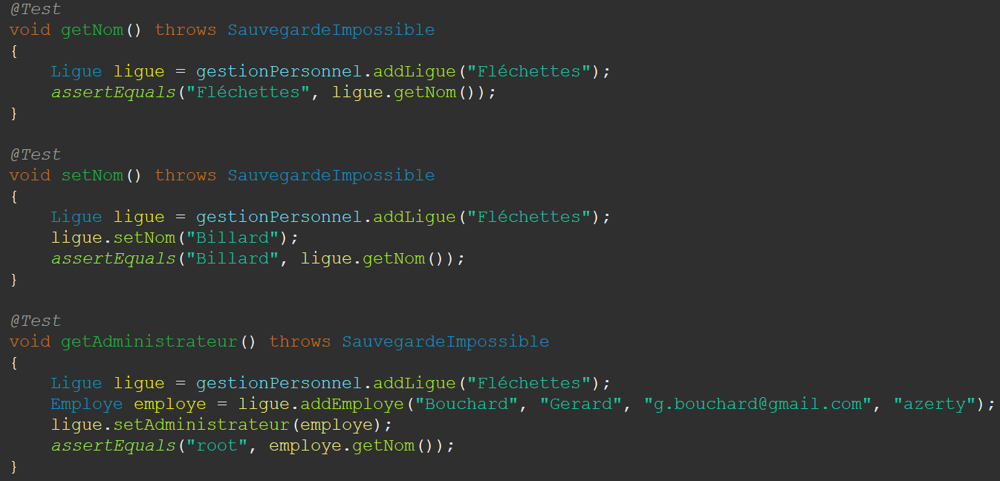 @Test
void getNom() throws SauvegardeImpossible
{
    Ligue ligue = gestionPersonnel.addLigue("Fléchettes");
    assertEquals("Fléchettes", ligue.getNom());
}

@Test
void setNom() throws SauvegardeImpossible
{
    Ligue ligue = gestionPersonnel.addLigue("Fléchettes");
    ligue.setNom("Billard");
    assertEquals("Billard", ligue.getNom());
}

@Test
void getAdministrateur() throws SauvegardeImpossible
{
    Ligue ligue = gestionPersonnel.addLigue("Fléchettes");
    Employe employe = ligue.addEmploye("Bouchard", "Gerard", "g.bouchard@gmail.com", "azerty");
    ligue.setAdministrateur(employe);
    assertEquals("root", employe.getNom());
}